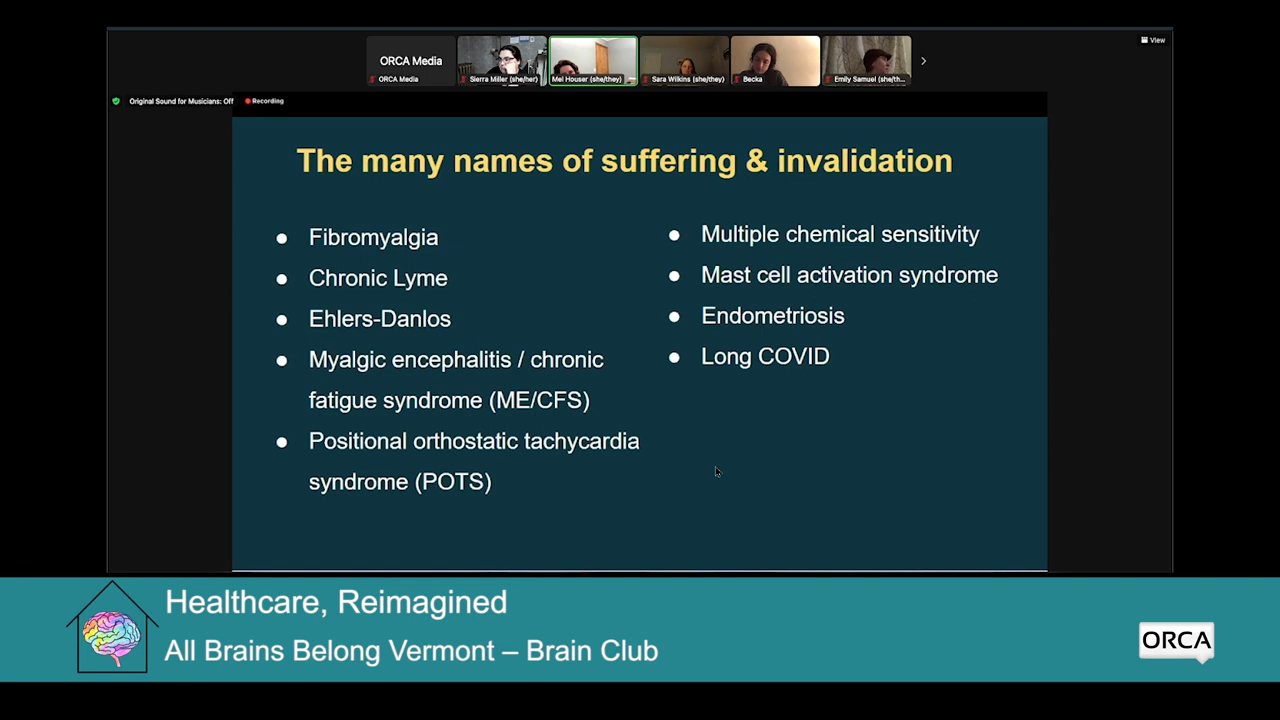 View
ORCA Media
ORCA Media
Sierra Miller (she/her)
Mel Houser (she/they)
Sara Wilkins (she/they)
Becka
Emily Samuel (she/th...
Original Sound for Musicians: Off
Recording
The many names of suffering & invalidation
● Fibromyalgia
● Chronic Lyme
● Ehlers-Danlos
● Myalgic encephalitis / chronic
fatigue syndrome (ME/CFS)
● Positional orthostatic tachycardia
syndrome (POTS)
● Multiple chemical sensitivity
● Mast cell activation syndrome
● Endometriosis
● Long COVID
Healthcare, Reimagined
All Brains Belong Vermont – Brain Club
ORCA